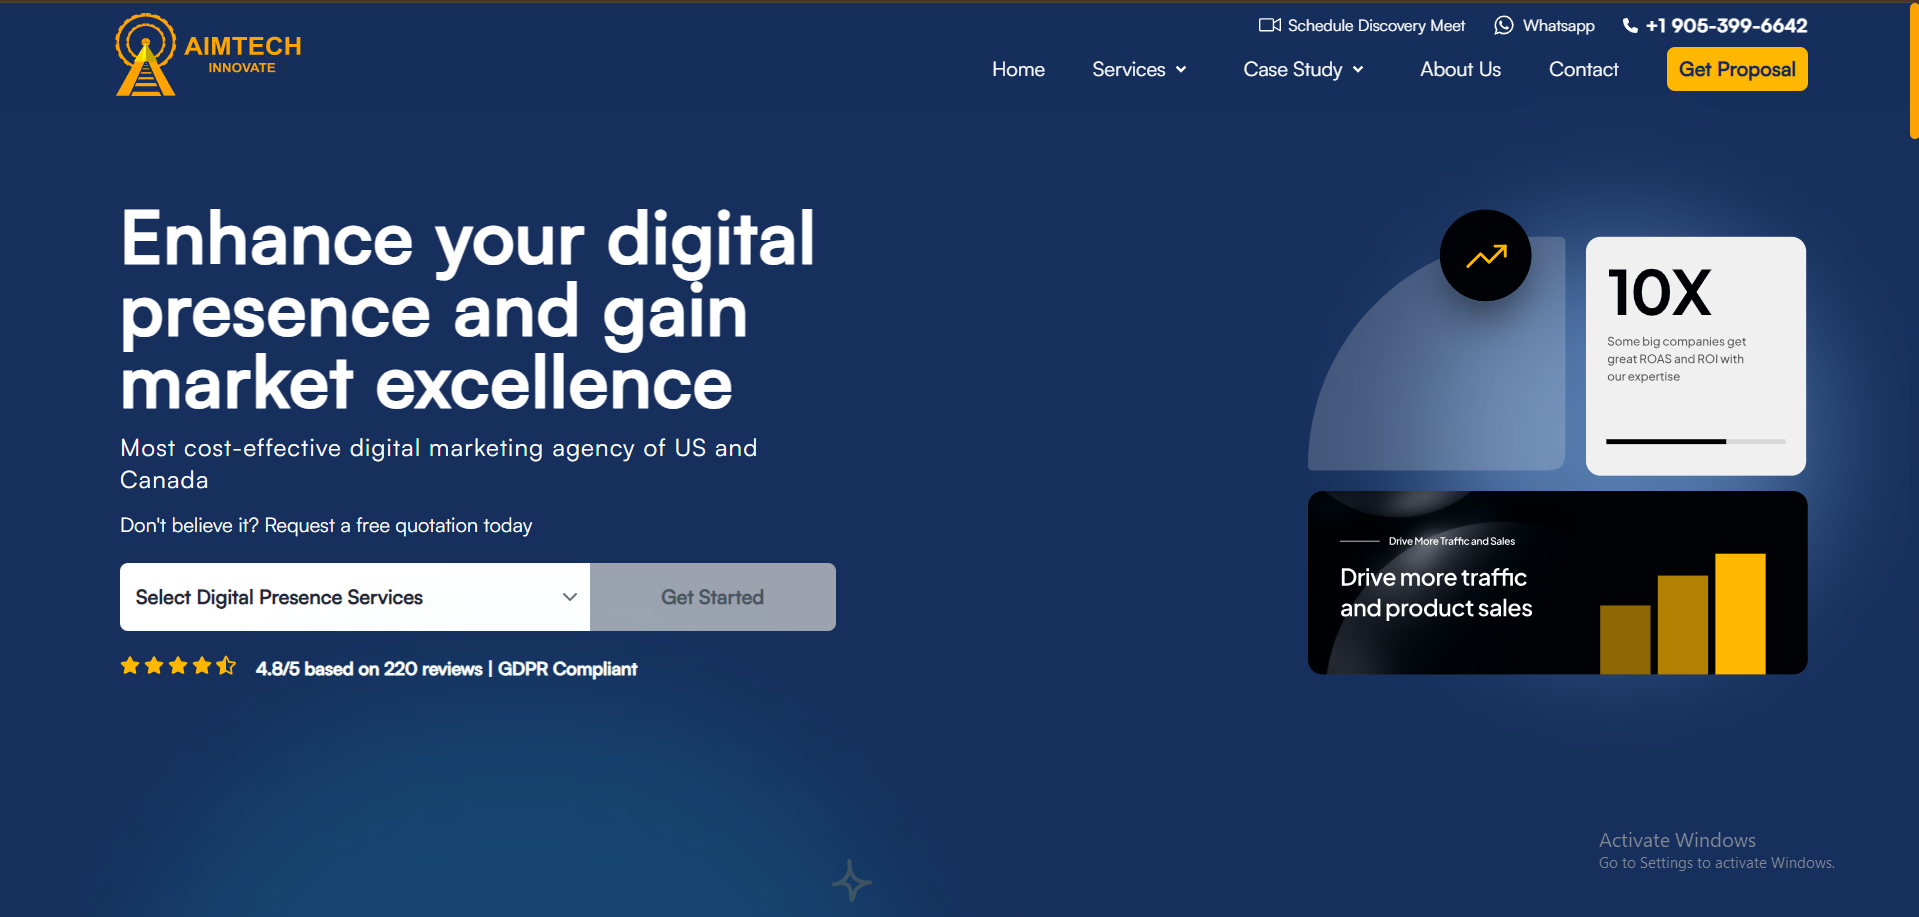 AIMTECH
INNOVATE
Schedule Discovery Meet
Whatsapp
+1 905-399-6642
Home
Services
Case Study
About Us
Contact
Get Proposal
Enhance your digital
presence and gain
market excellence
Most cost-effective digital marketing agency of US and
Canada
Don't believe it? Request a free quotation today
Select Digital Presence Services
Get Started
4.8/5 based on 220 reviews | GDPR Compliant
10X
Some big companies get
great ROAS and ROI with
our expertise
Drive More Traffic and Sales
Drive more traffic
and product sales
Activate Windows
Go to Settings to activate Windows.